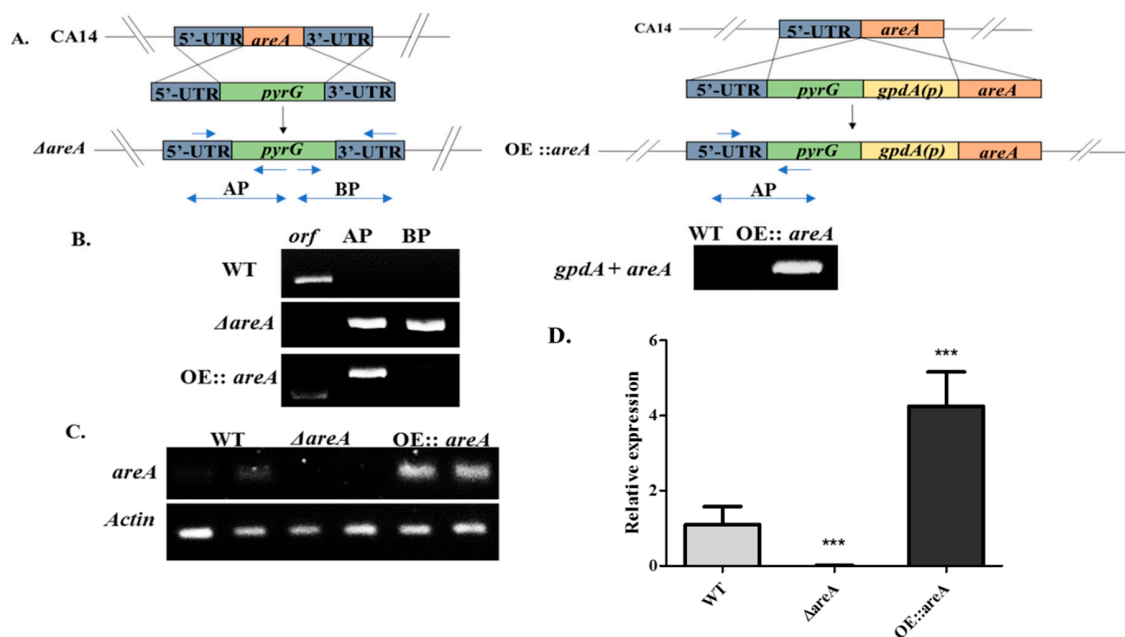 A.
CA14
5’-UTR areA 3’-UTR
5’-UTR pyrG 3’-UTR
ΔareA
5’-UTR pyrG 3’-UTR
AP BP
CA14
5’-UTR areA
5’-UTR pyrG gpdA(p) areA
OE ::areA
5’-UTR pyrG gpdA(p) areA
AP
B.
orf AP BP
WT
ΔareA
OE:: areA
WT OE:: areA
gpdA + areA
C.
WT ΔareA OE:: areA
areA
Actin
D.
Relative expression
6
4
2
0
***
***
WT
ΔareA
OE::areA